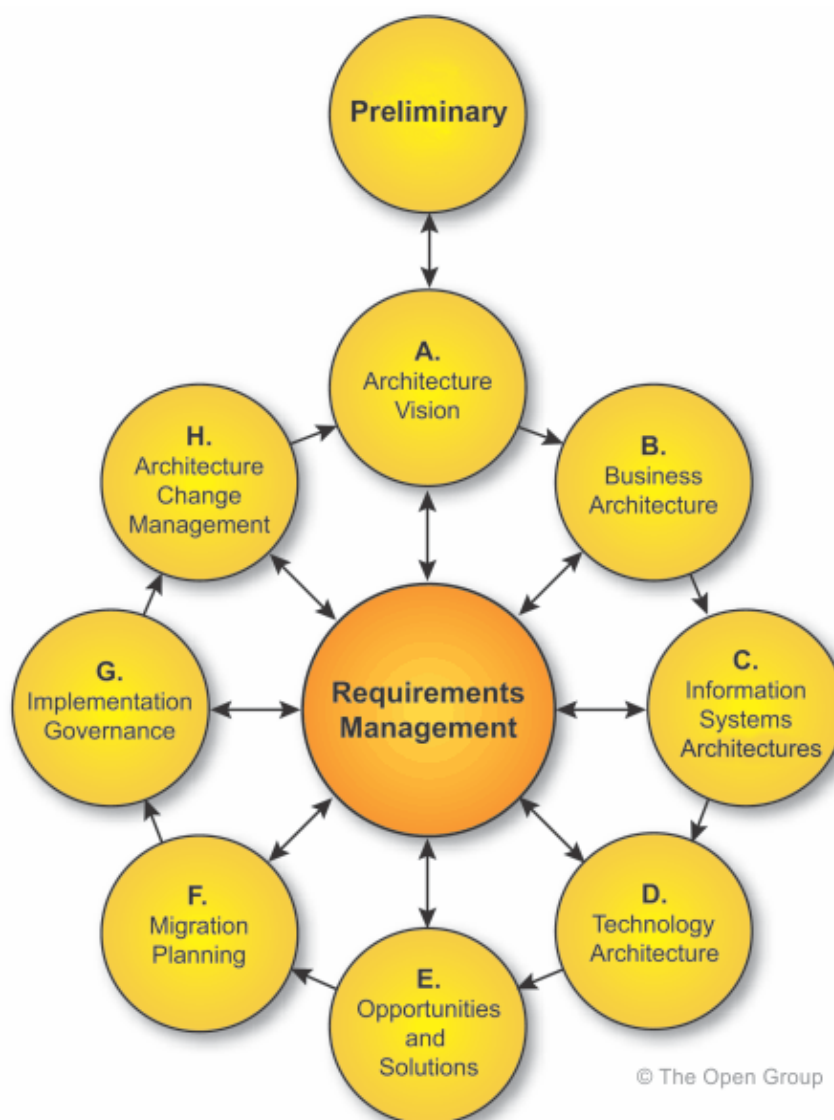 Preliminary
A.
Architecture
Vision
B.
Business
Architecture
C.
Information
Systems
Architectures
D.
Technology
Architecture
E.
Opportunities
and
Solutions
F.
Migration
Planning
G.
Implementation
Governance
H.
Architecture
Change
Management
Requirements
Management
© The Open Group